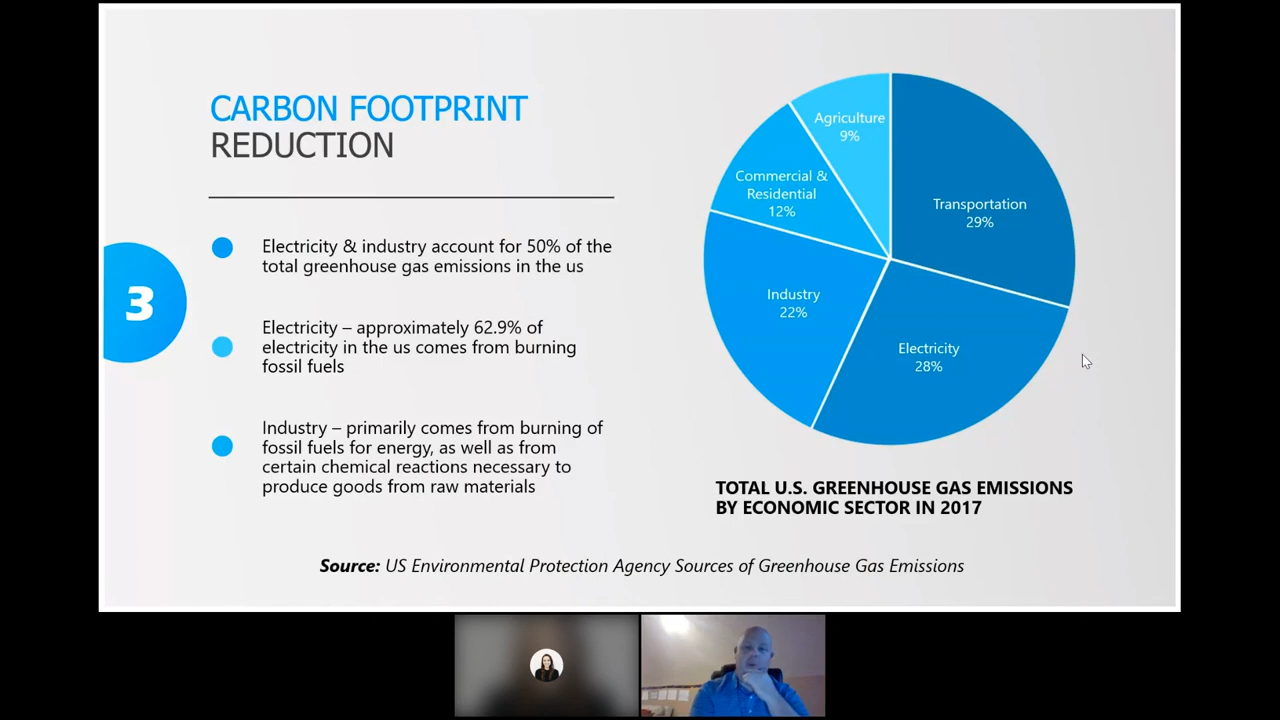 CARBON FOOTPRINT
REDUCTION
3
Electricity & industry account for 50% of the
total greenhouse gas emissions in the us
Electricity – approximately 62.9% of
electricity in the us comes from burning
fossil fuels
Industry – primarily comes from burning of
fossil fuels for energy, as well as from
certain chemical reactions necessary to
produce goods from raw materials
Agriculture
9%
Commercial &
Residential
12%
Transportation
29%
Industry
22%
Electricity
28%
TOTAL U.S. GREENHOUSE GAS EMISSIONS
BY ECONOMIC SECTOR IN 2017
Source: US Environmental Protection Agency Sources of Greenhouse Gas Emissions